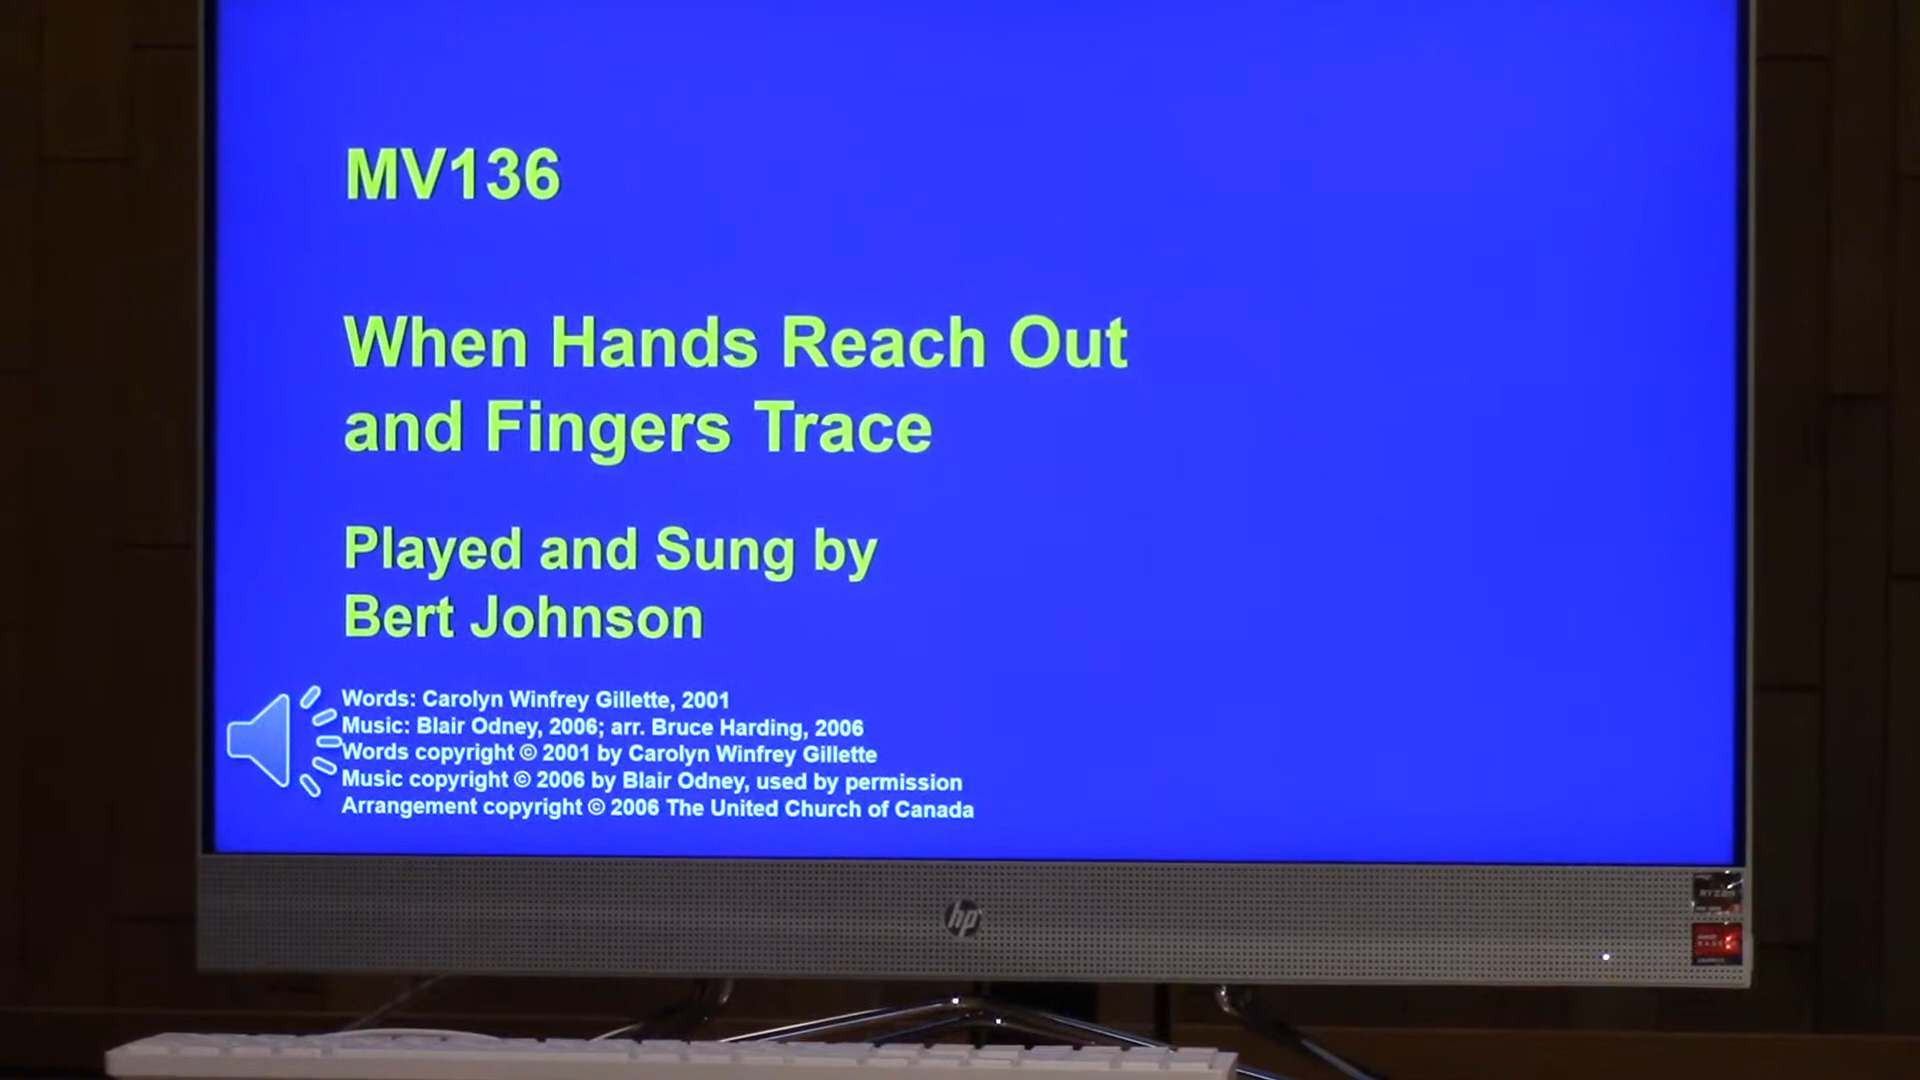 MV136
When Hands Reach Out
and Fingers Trace
Played and Sung by
Bert Johnson
Words: Carolyn Winfrey Gillette, 2001
Music: Blair Odney, 2006; arr. Bruce Harding, 2006
Words copyright © 2001 by Carolyn Winfrey Gillette
Music copyright © 2006 by Blair Odney, used by permission
Arrangement copyright © 2006 The United Church of Canada
hp
RYZEN